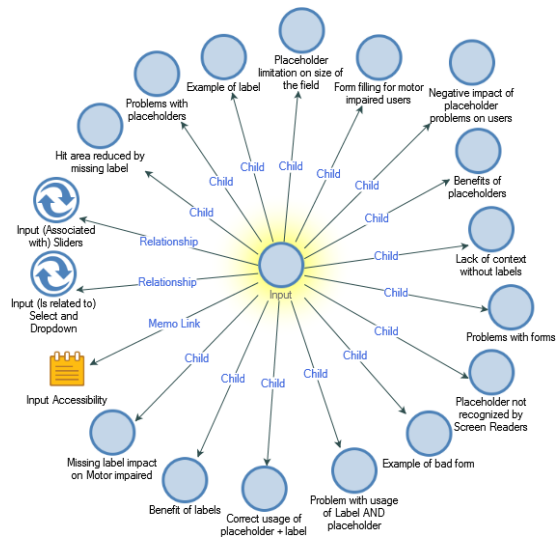 Placeholder
limitation on size of
the field
Example of label
Form filling for motor
impaired users
Problems with
placeholders
Negative impact of
placeholder
problems on users
Hit area reduced by
missing label
Benefits of
placeholders
Input (Associated
with) Sliders
Lack of context
without labels
Input (Is related to)
Select and
Dropdown
Problems with forms
Input Accessibility
Placeholder not
recognized by
Screen Readers
Missing label impact
on Motor impaired
Example of bad form
Benefit of labels
Correct usage of
placeholder + label
Problem with usage
of Label AND
placeholder
Input
Child
Child
Child
Child
Child
Child
Child
Child
Relationship
Child
Relationship
Child
Memo Link
Child
Child
Child
Child
Child
Child